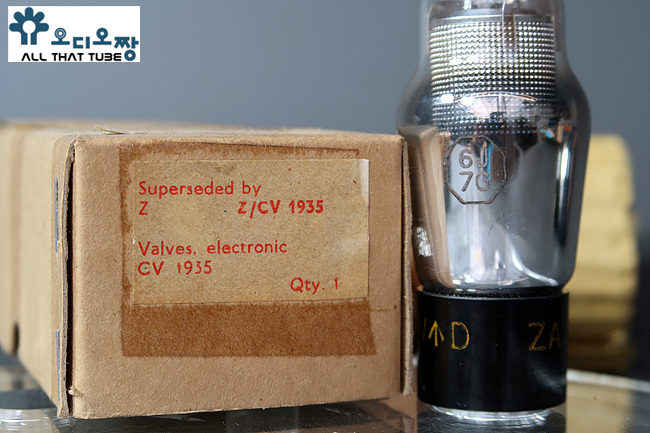 오디오짱
ALL THAT TUBE
Superseded by
Z Z/CV 1935
Valves, electronic
CV 1935
Qty. 1
6J
7G
↑D ZA